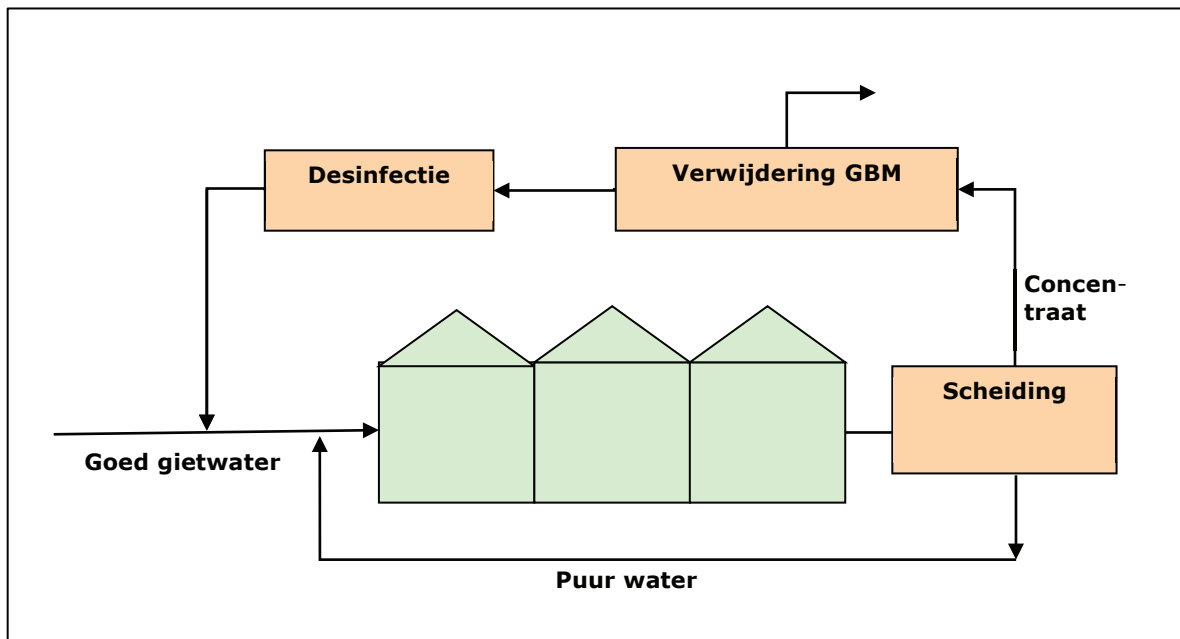 Desinfectie
Verwijdering GBM
Concen-
traat
Scheiding
Goed gietwater
Puur water